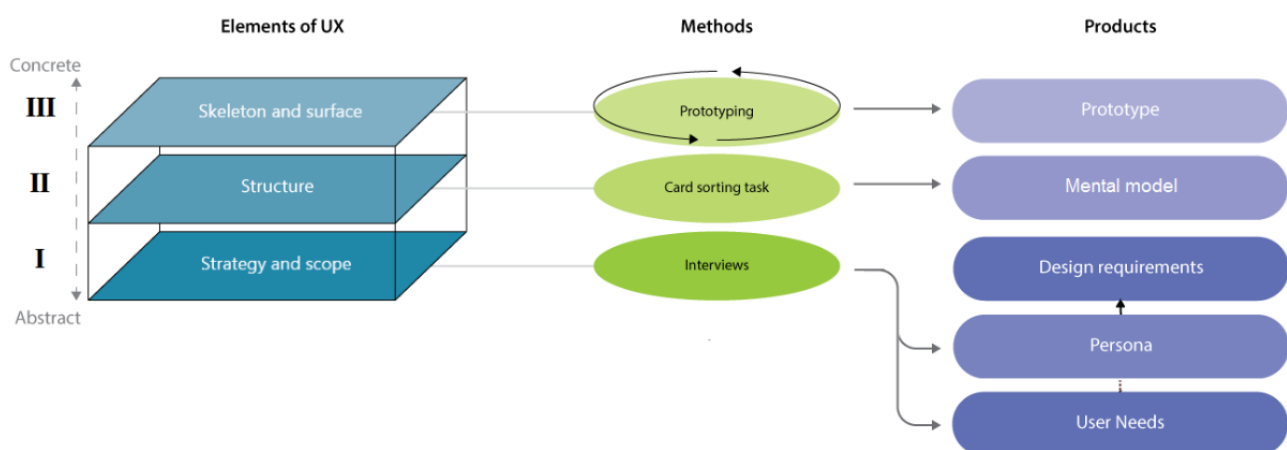 Elements of UX
Methods
Products
Concrete
III
Skeleton and surface
Prototyping
Prototype
II
Structure
Card sorting task
Mental model
I
Strategy and scope
Interviews
Design requirements
Abstract
Persona
User Needs